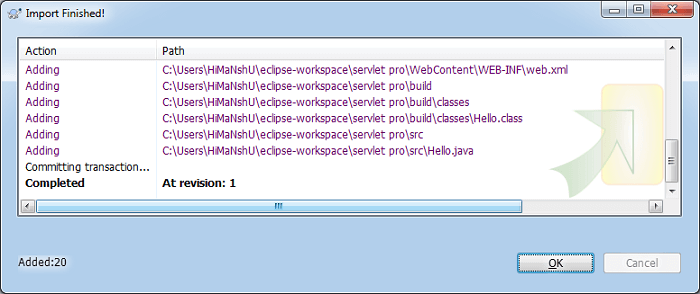 Import Finished!
Action Path
Adding C:\Users\HiMaNshU\eclipse-workspace\servlet pro\WebContent\WEB-INF\web.xml
Adding C:\Users\HiMaNshU\eclipse-workspace\servlet pro\build
Adding C:\Users\HiMaNshU\eclipse-workspace\servlet pro\build\classes
Adding C:\Users\HiMaNshU\eclipse-workspace\servlet pro\build\classes\Hello.class
Adding C:\Users\HiMaNshU\eclipse-workspace\servlet pro\src
Adding C:\Users\HiMaNshU\eclipse-workspace\servlet pro\src\Hello.java
Committing transaction...
Completed At revision: 1
Added:20 OK Cancel